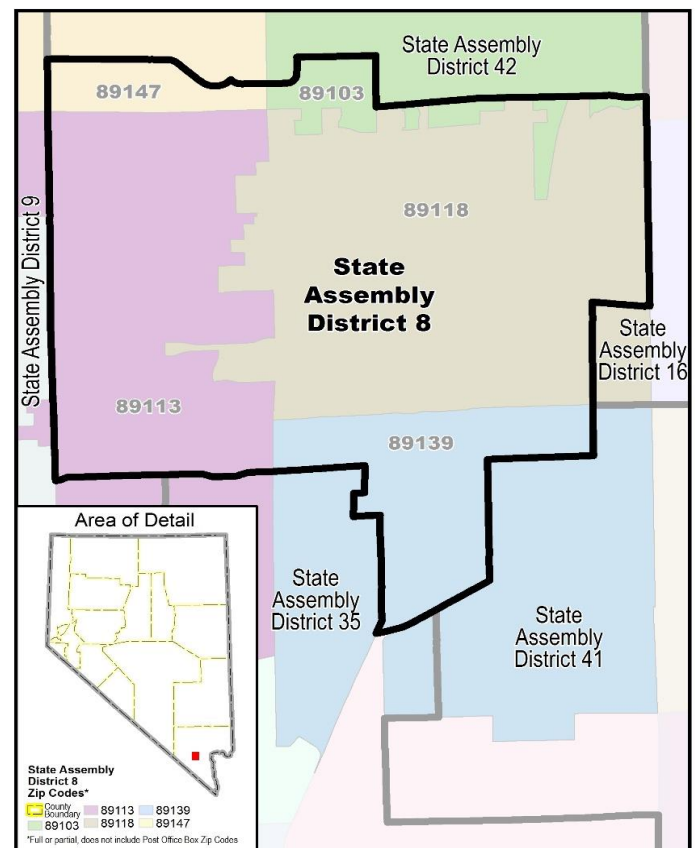 State Assembly
District 42
89147
89103
State Assembly District 9
89118
State
Assembly
District 8
State
Assembly
District 16
89113
89139
Area of Detail
State
Assembly
District 35
State
Assembly
District 41
State Assembly
District 8
Zip Codes*
County
Boundary
89113
89139
89103
89118
89147
*Full or partial, does not include Post Office Box Zip Codes